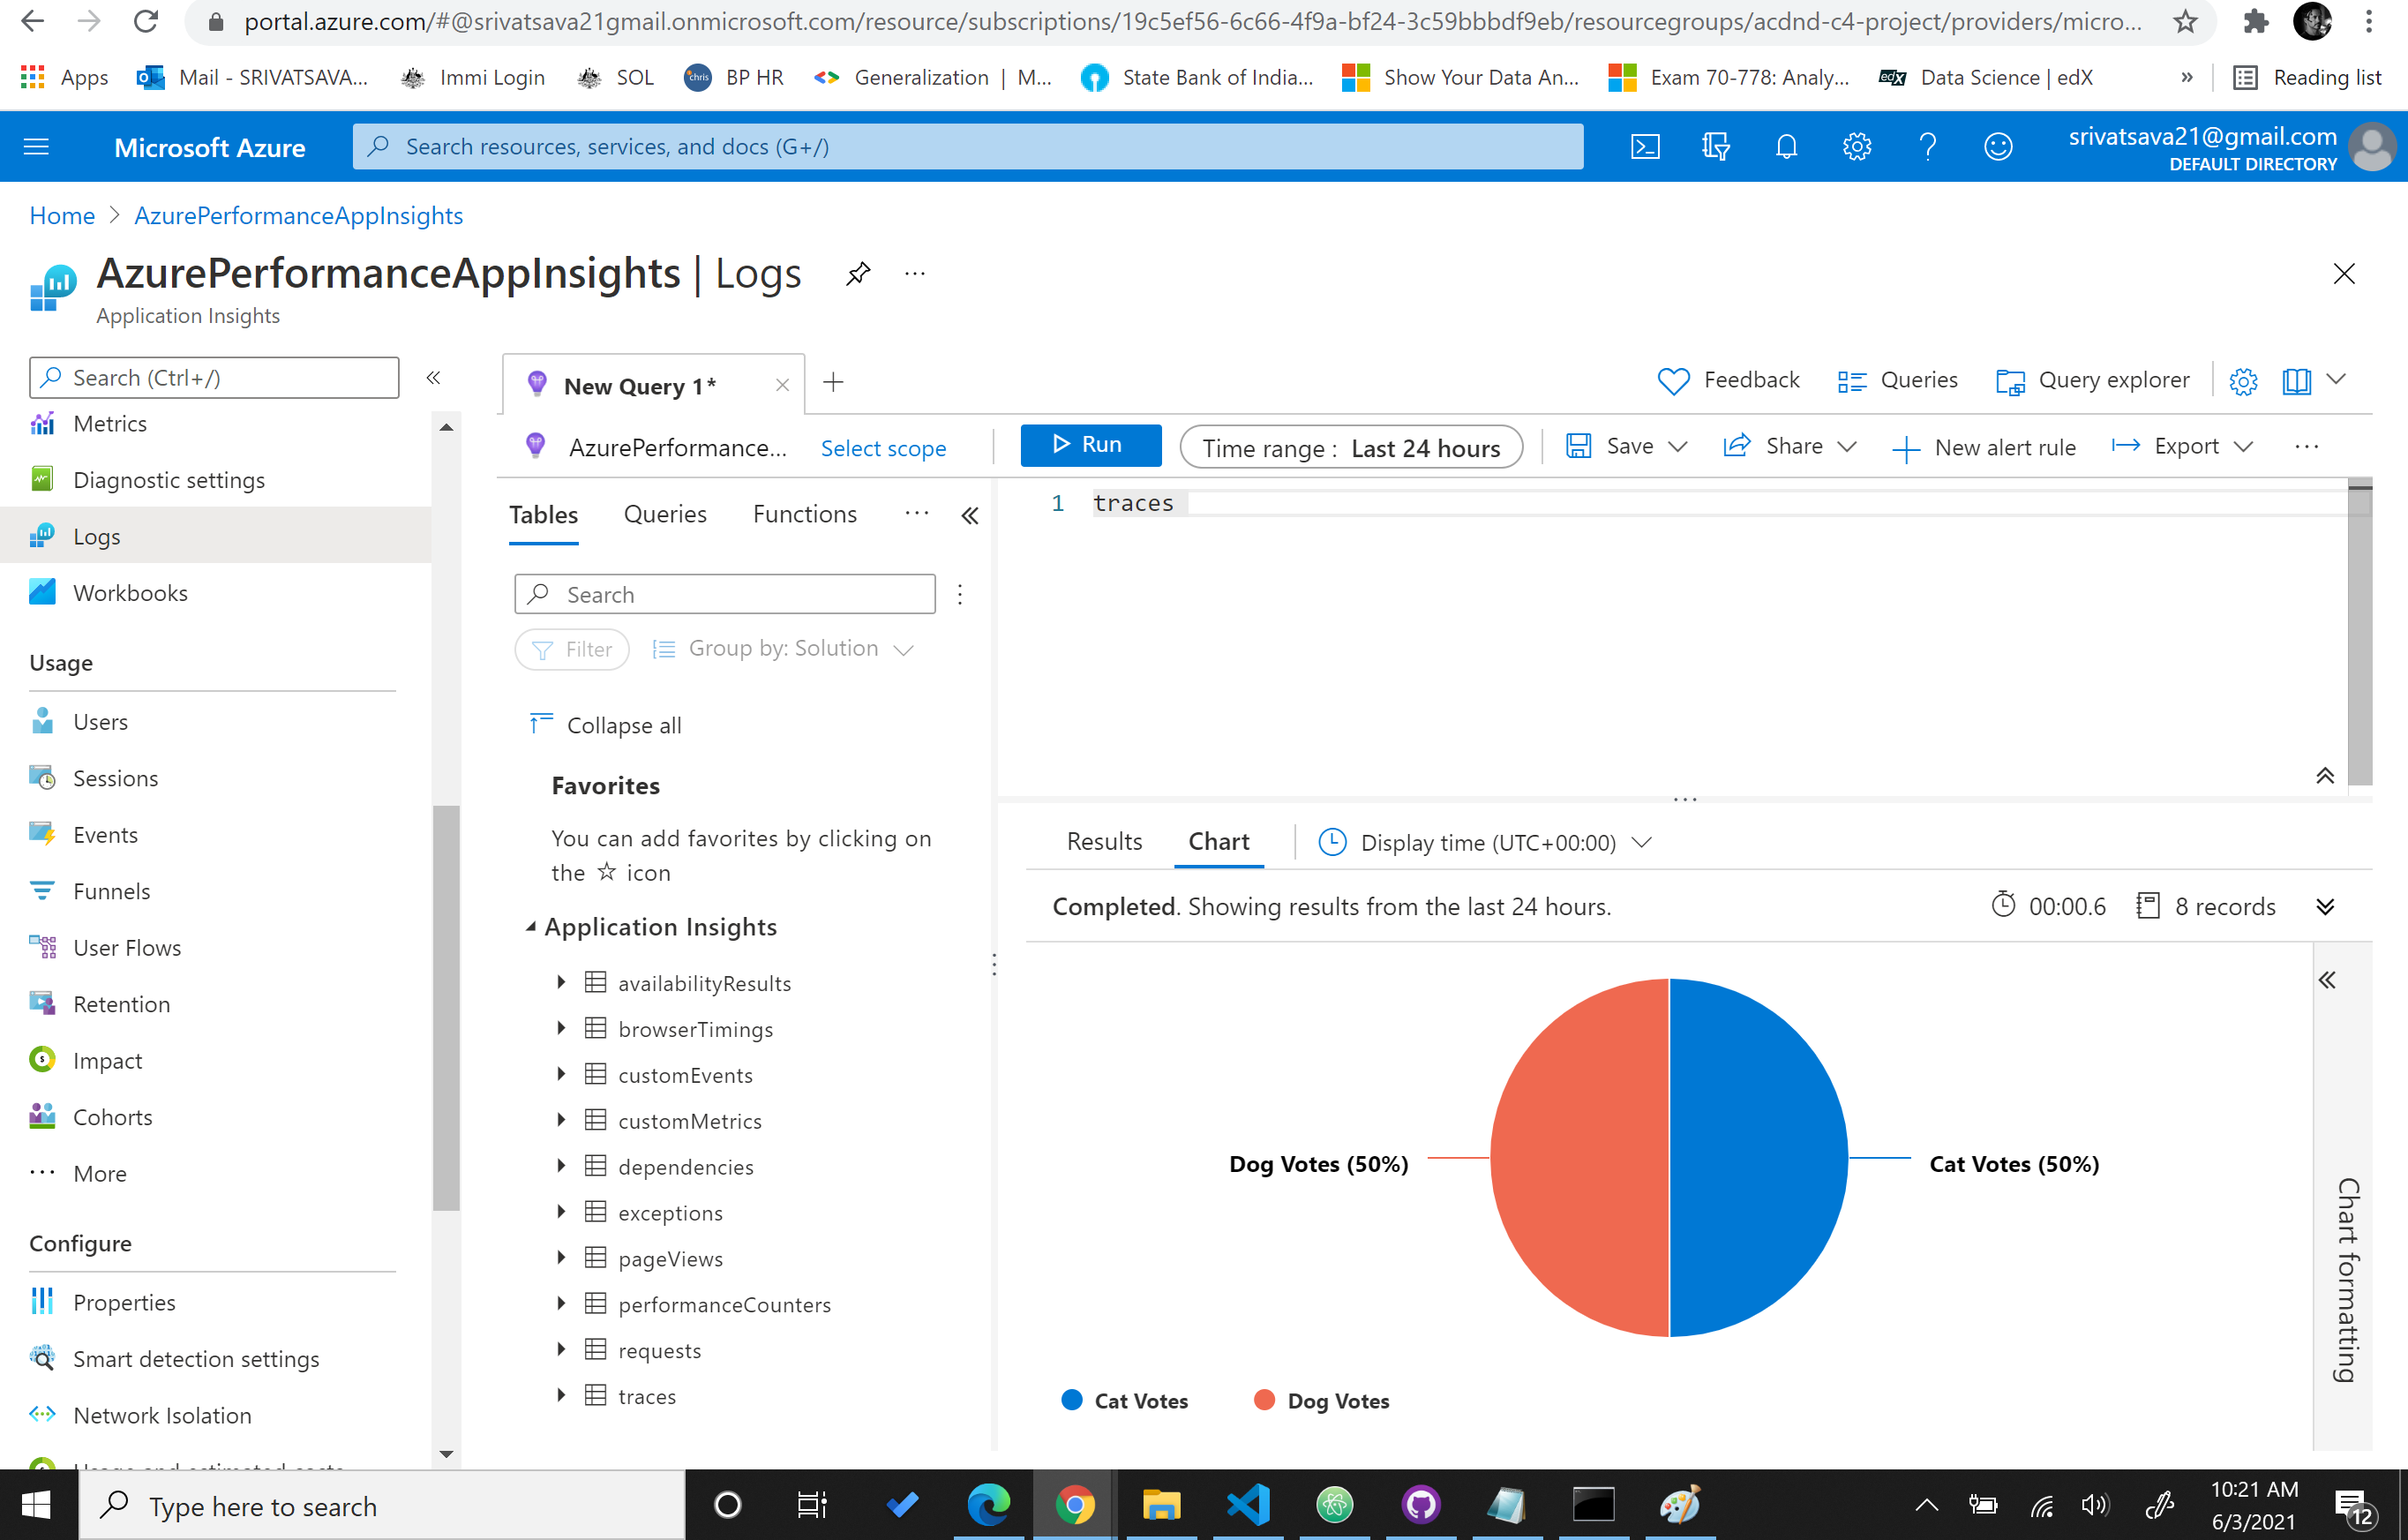 portal.azure.com/#@srivatsava21gmail.onmicrosoft.com/resource/subscriptions/19c5ef56-6c66-4f9a-bf24-3c59bbbdf9eb/resourcegroups/acdnd-c4-project/providers/micro...
Apps Mail - SRIVATSAVA... Immi Login SOL chris BP HR Generalization | M... State Bank of India... Show Your Data An... Exam 70-778: Analy... edX Data Science | edX » Reading list
Microsoft Azure Search resources, services, and docs (G+/) srivatsava21@gmail.com
DEFAULT DIRECTORY
Home > AzurePerformanceAppInsights
AzurePerformanceAppInsights | Logs ...
Application Insights
Search (Ctrl+/) «
Metrics
Diagnostic settings
Logs
Workbooks
Usage
Users
Sessions
Events
Funnels
User Flows
Retention
Impact
Cohorts
More
Configure
Properties
Smart detection settings
Network Isolation
New Query 1*
Feedback Queries Query explorer
AzurePerformance... Select scope Run Time range : Last 24 hours Save Share New alert rule Export ...
Tables Queries Functions ... «
Search
Filter Group by: Solution
Collapse all
Favorites
You can add favorites by clicking on
the ☆ icon
Application Insights
availabilityResults
browserTimings
customEvents
customMetrics
dependencies
exceptions
pageViews
performanceCounters
requests
traces
1 traces
Results Chart Display time (UTC+00:00)
Completed. Showing results from the last 24 hours. 00:00.6 8 records
Dog Votes (50%) Cat Votes (50%)
Cat Votes Dog Votes
Chart formatting
Type here to search
10:21 AM
6/3/2021
12